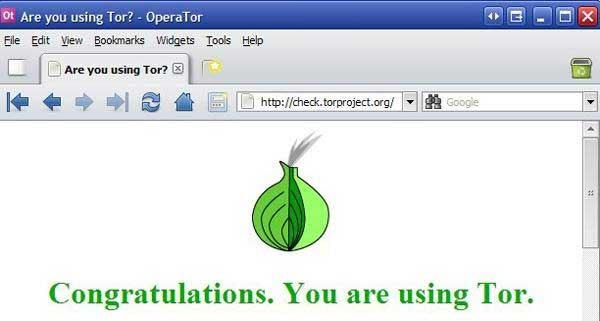 Ot Are you using Tor? - OperaTor
File Edit View Bookmarks Widgets Tools Help
Are you using Tor?
http://check.torproject.org/ Google
Congratulations. You are using Tor.